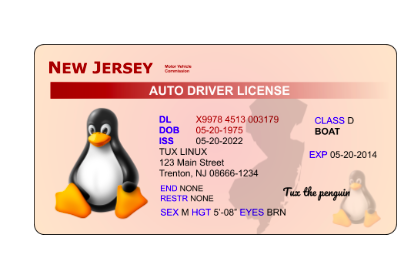 NEW JERSEY
Motor Vehicle
Commission
AUTO DRIVER LICENSE
DL X9978 4513 003179
CLASS D
DOB 05-20-1975
BOAT
ISS 05-20-2022
TUX LINUX
EXP 05-20-2014
123 Main Street
Trenton, NJ 08666-1234
END NONE
RESTR NONE
Tux the penguin
SEX M HGT 5'-08" EYES BRN